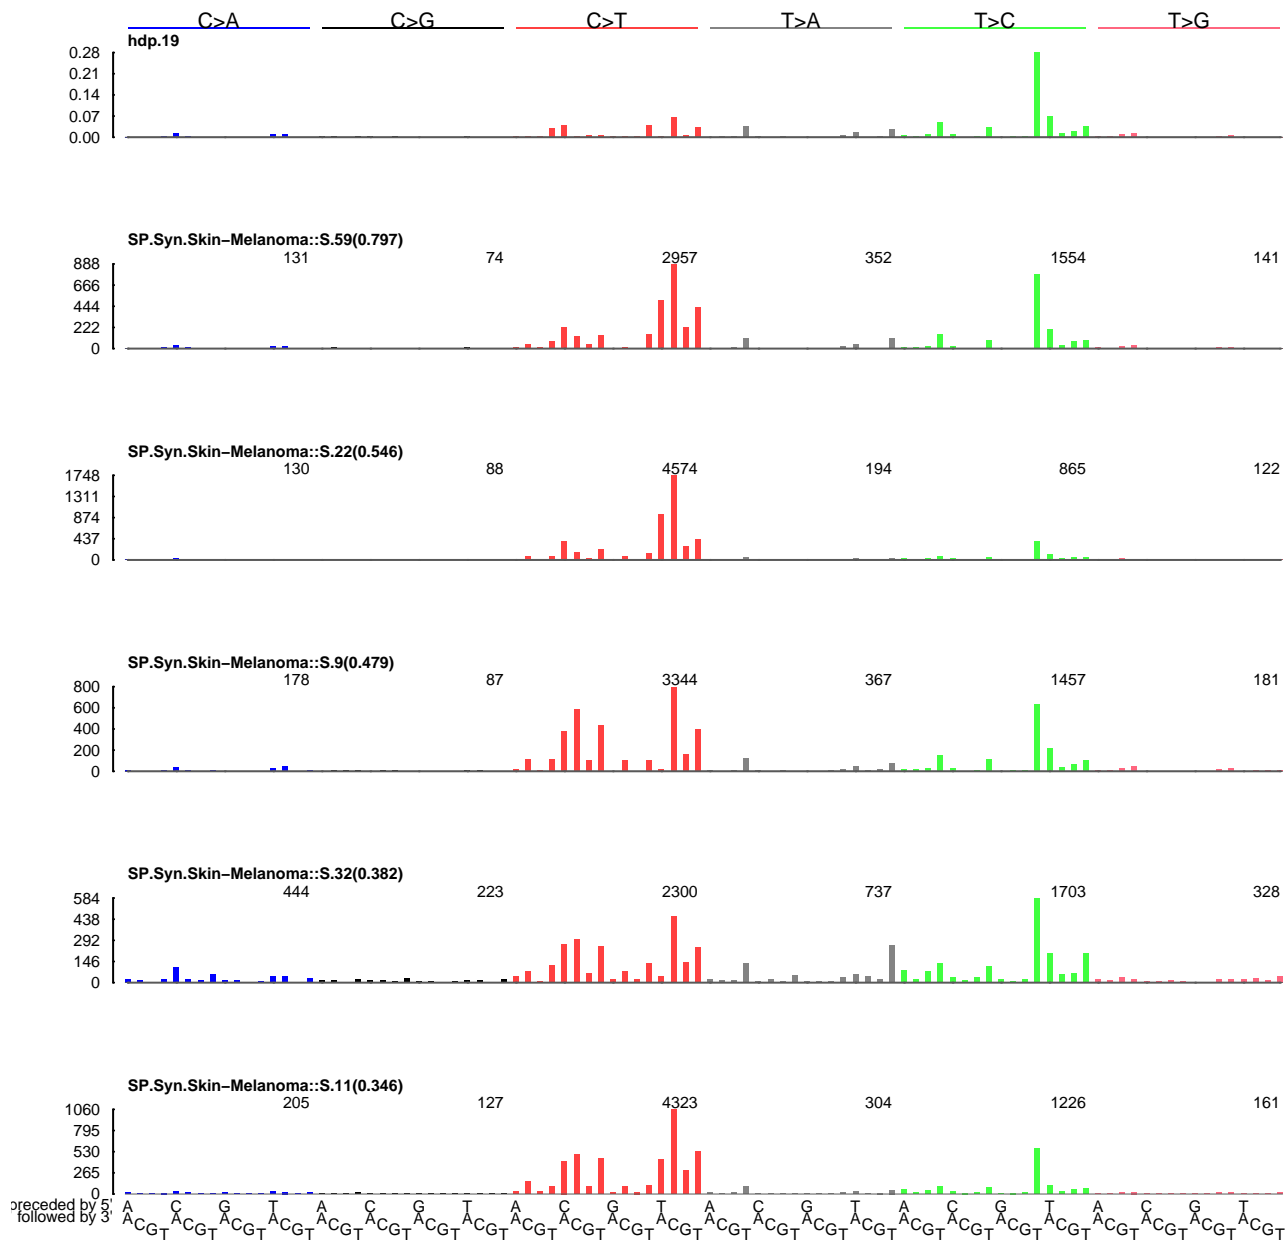 C>A C>G C>T T>A T>C T>G
hdp.19
0.28
0.21
0.14
0.07
0.00
SP.Syn.Skin−Melanoma::S.59(0.797)
131 74 2957 352 1554 141
888
666
444
222
0
SP.Syn.Skin−Melanoma::S.22(0.546)
130 88 4574 194 865 122
1748
1311
874
437
0
SP.Syn.Skin−Melanoma::S.9(0.479)
178 87 3344 367 1457 181
800
600
400
200
0
SP.Syn.Skin−Melanoma::S.32(0.382)
444 223 2300 737 1703 328
584
438
292
146
0
SP.Syn.Skin−Melanoma::S.11(0.346)
205 127 4323 304 1226 161
1060
795
530
265
0
preceded by 5' A C G T A C G T A C G T A C G T A C G T A C G T
followed by 3' A C G T A C G T A C G T A C G T A C G T A C G T A C G T A C G T A C G T A C G T A C G T A C G T A C G T A C G T A C G T A C G T A C G T A C G T A C G T A C G T A C G T A C G T A C G T A C G T